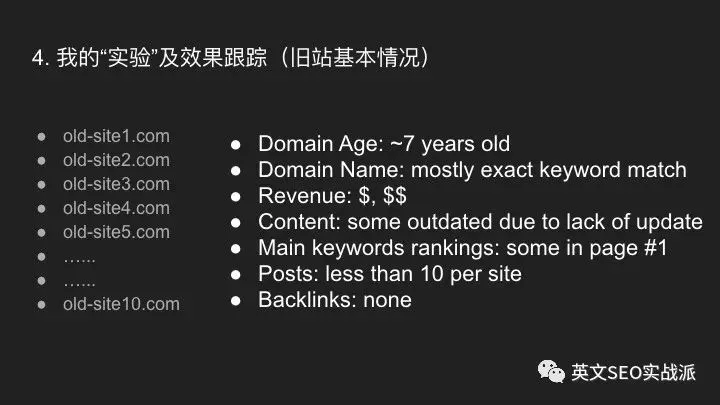 4. 我的“实验”及效果跟踪（旧站基本情况）
● old-site1.com
● old-site2.com
● old-site3.com
● old-site4.com
● old-site5.com
● …...
● …...
● old-site10.com
● Domain Age: ~7 years old
● Domain Name: mostly exact keyword match
● Revenue: $, $$
● Content: some outdated due to lack of update
● Main keywords rankings: some in page #1
● Posts: less than 10 per site
● Backlinks: none
英文SEO实战派